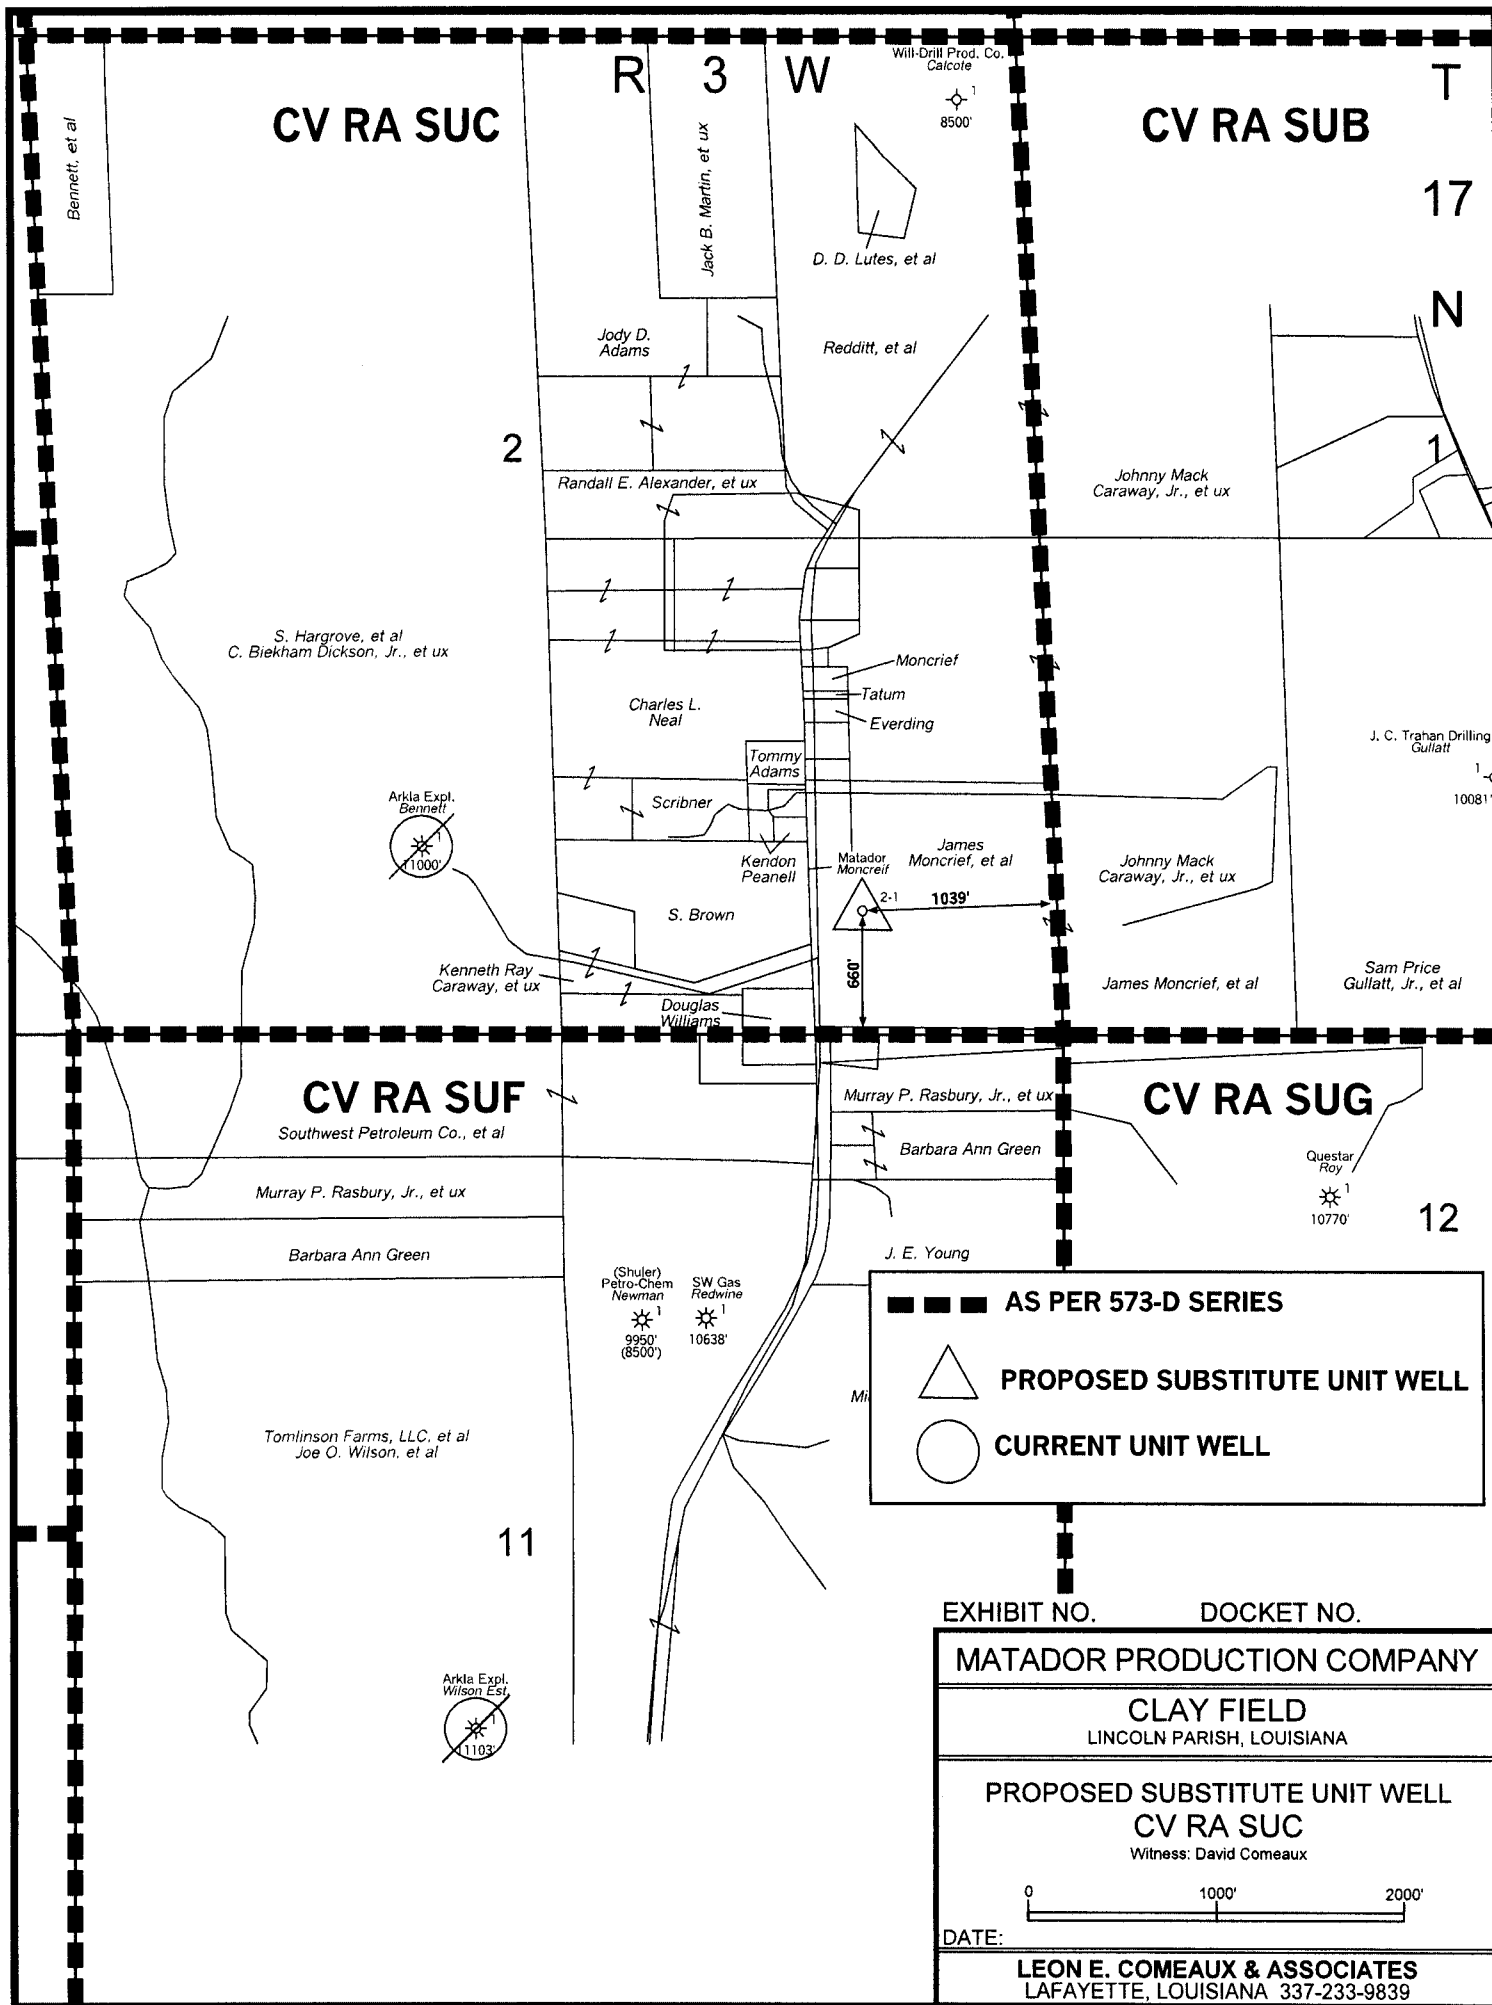 R 3 W
T
17
N
CV RA SUC
CV RA SUB
Will-Drill Prod. Co.
Calcote
1
8500'
Bennett, et al
Jack B. Martin, et ux
D. D. Lutes, et al
Jody D.
Adams
Redditt, et al
2
1
Randall E. Alexander, et ux
Johnny Mack
Caraway, Jr., et ux
S. Hargrove, et al
C. Biekham Dickson, Jr., et ux
Moncrief
Tatum
Everding
Charles L.
Neal
Tommy
Adams
J. C. Trahan Drilling
Gullatt
1
10081'
Arkla Expl.
Bennett
1
11000'
Scribner
Kendon
Peanell
Matador
Moncreif
2-1
James
Moncrief, et al
1039'
660'
Johnny Mack
Caraway, Jr., et ux
S. Brown
Kenneth Ray
Caraway, et ux
Douglas
Williams
James Moncrief, et al
Sam Price
Gullatt, Jr., et al
CV RA SUF
Southwest Petroleum Co., et al
Murray P. Rasbury, Jr., et ux
CV RA SUG
Barbara Ann Green
Questar
Roy
1
10770'
12
Murray P. Rasbury, Jr., et ux
Barbara Ann Green
J. E. Young
(Shuler)
Petro-Chem
Newman
1
9950'
(8500')
SW Gas
Redwine
1
10638'
AS PER 573-D SERIES
PROPOSED SUBSTITUTE UNIT WELL
CURRENT UNIT WELL
Tomlinson Farms, LLC, et al
Joe O. Wilson, et al
11
Arkla Expl.
Wilson Est.
1
11103'
EXHIBIT NO. DOCKET NO.
MATADOR PRODUCTION COMPANY
CLAY FIELD
LINCOLN PARISH, LOUISIANA
PROPOSED SUBSTITUTE UNIT WELL
CV RA SUC
Witness: David Comeaux
0 1000' 2000'
DATE:
LEON E. COMEAUX & ASSOCIATES
LAFAYETTE, LOUISIANA 337-233-9839